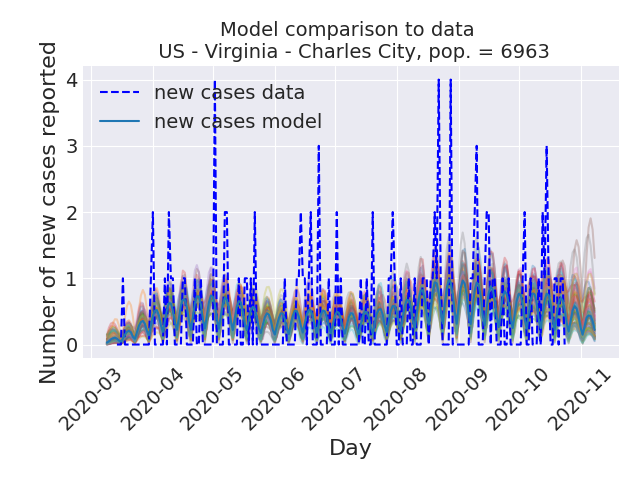 Model comparison to data
US - Virginia - Charles City, pop. = 6963
Number of new cases reported
4
3
2
1
0
new cases data
new cases model
2020-03
2020-04
2020-05
2020-06
2020-07
2020-08
2020-09
2020-10
2020-11
Day